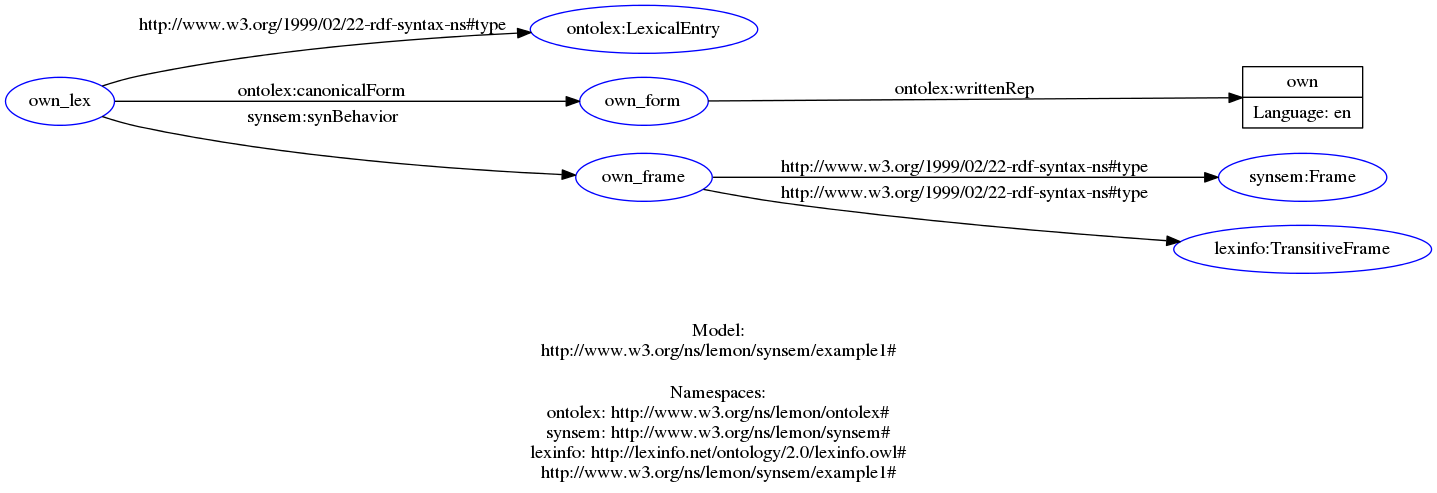 http://www.w3.org/1999/02/22-rdf-syntax-ns#type
ontolex:LexicalEntry
own_lex
ontolex:canonicalForm
own_form
ontolex:writtenRep
own
Language: en
synsem:synBehavior
own_frame
http://www.w3.org/1999/02/22-rdf-syntax-ns#type
synsem:Frame
http://www.w3.org/1999/02/22-rdf-syntax-ns#type
lexinfo:TransitiveFrame
Model:
http://www.w3.org/ns/lemon/synsem/example1#
Namespaces:
ontolex: http://www.w3.org/ns/lemon/ontolex#
synsem: http://www.w3.org/ns/lemon/synsem#
lexinfo: http://lexinfo.net/ontology/2.0/lexinfo.owl#
http://www.w3.org/ns/lemon/synsem/example1#